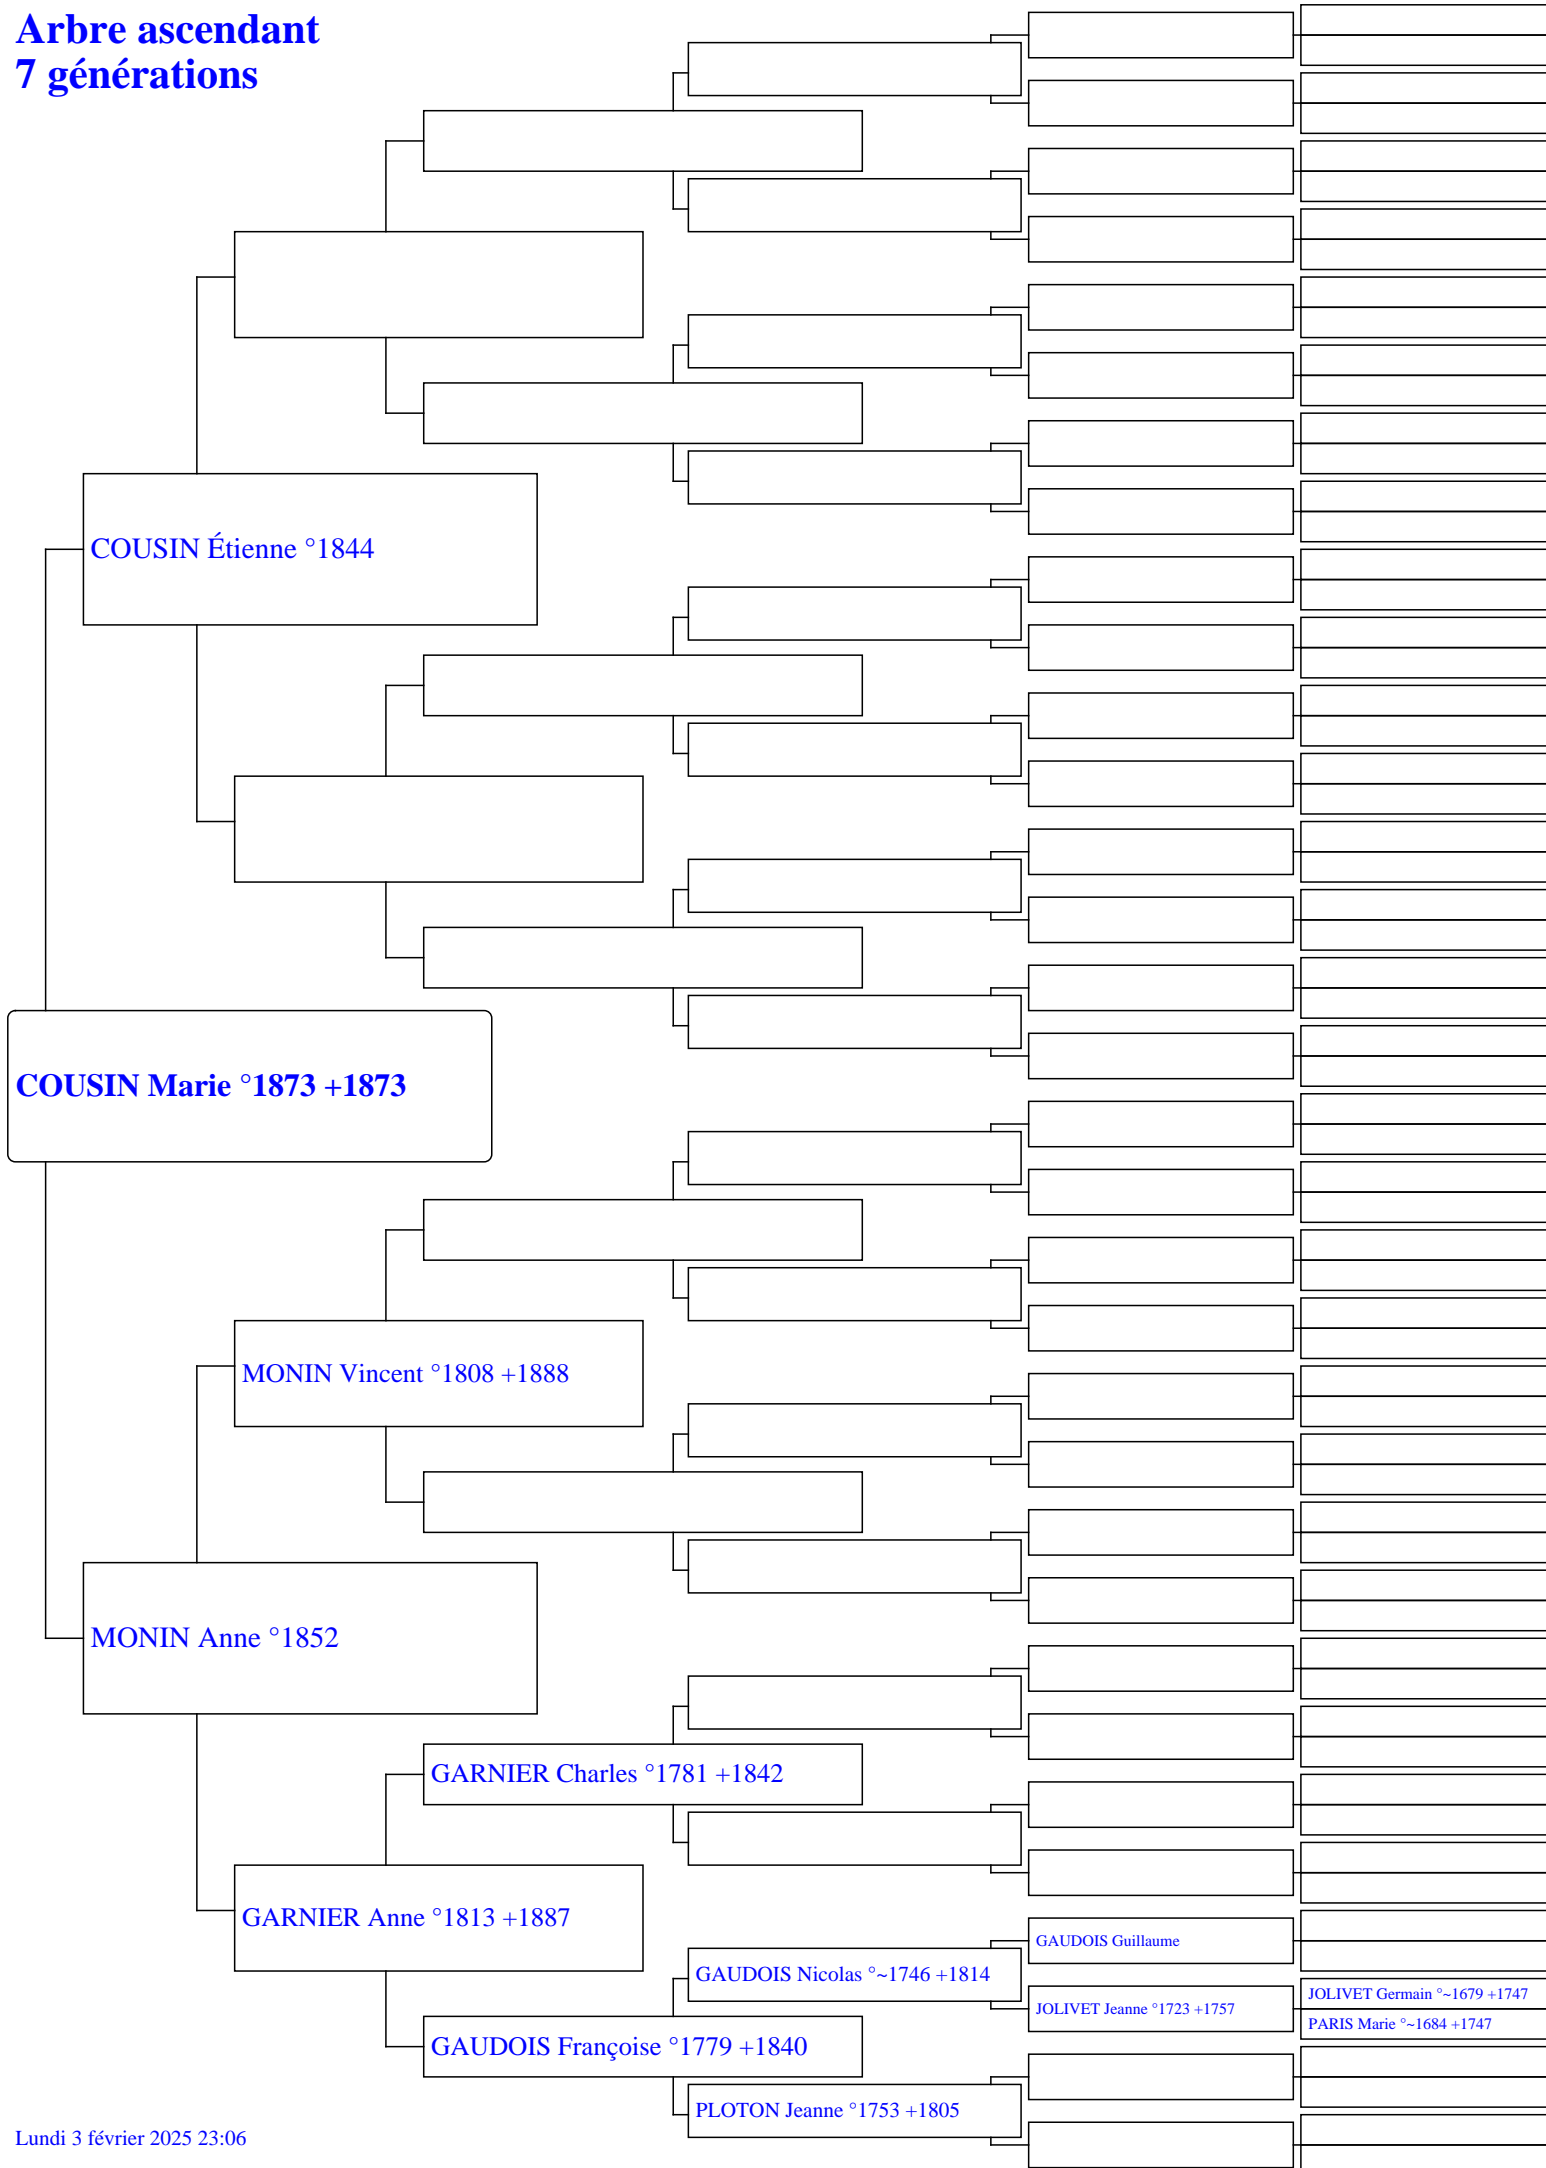 Arbre ascendant
7 générations
COUSIN Étienne °1844
COUSIN Marie °1873 +1873
MONIN Vincent °1808 +1888
MONIN Anne °1852
GARNIER Charles °1781 +1842
GARNIER Anne °1813 +1887
GAUDOIS Guillaume
GAUDOIS Nicolas °~1746 +1814
JOLIVET Germain °~1679 +1747
JOLIVET Jeanne °1723 +1757
PARIS Marie °~1684 +1747
GAUDOIS Françoise °1779 +1840
PLOTON Jeanne °1753 +1805
Lundi 3 février 2025 23:06